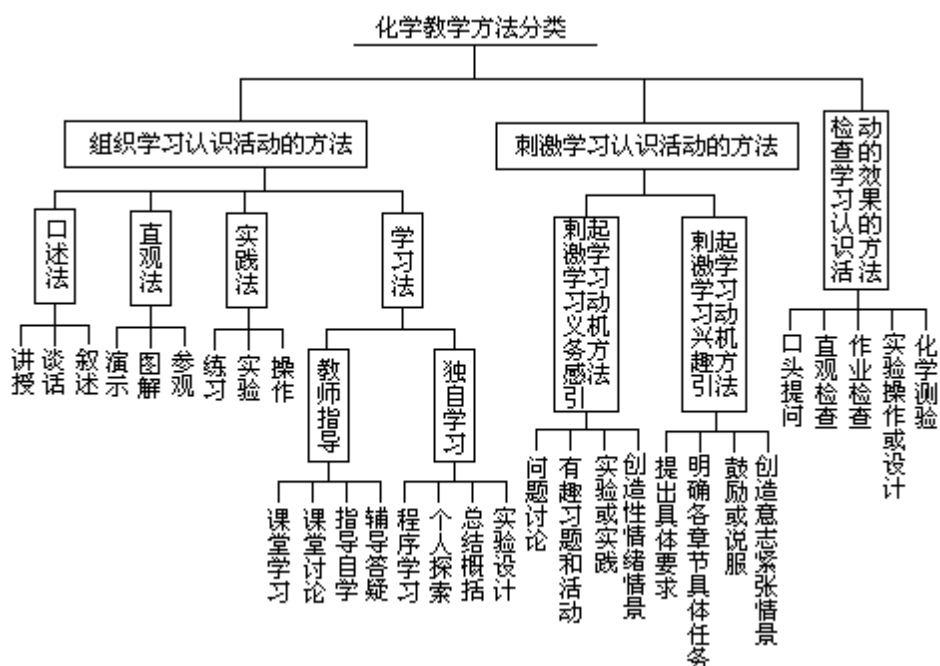 化学教学方法分类
组织学习认识活动的方法
刺激学习认识活动的方法
检查学习认识活
动的效果的方法
口述法
直观法
实践法
学习法
刺激学习义务感引
起学习动机方法
刺激学习兴趣引
起学习动机方法
讲授
谈话
叙述
演示
图解
参观
练习
实验
操作
教师指导
独自学习
口头提问
直观检查
作业检查
实验操作或设计
化学测验
课堂学习
课堂讨论
指导自学
辅导答疑
程序学习
个人探索
总结概括
实验设计
问题讨论
有趣习题和活动
实验或实践
创造性情绪情景
提出具体要求
明确各章节具体任务
鼓励或说服
创造意志紧张情景